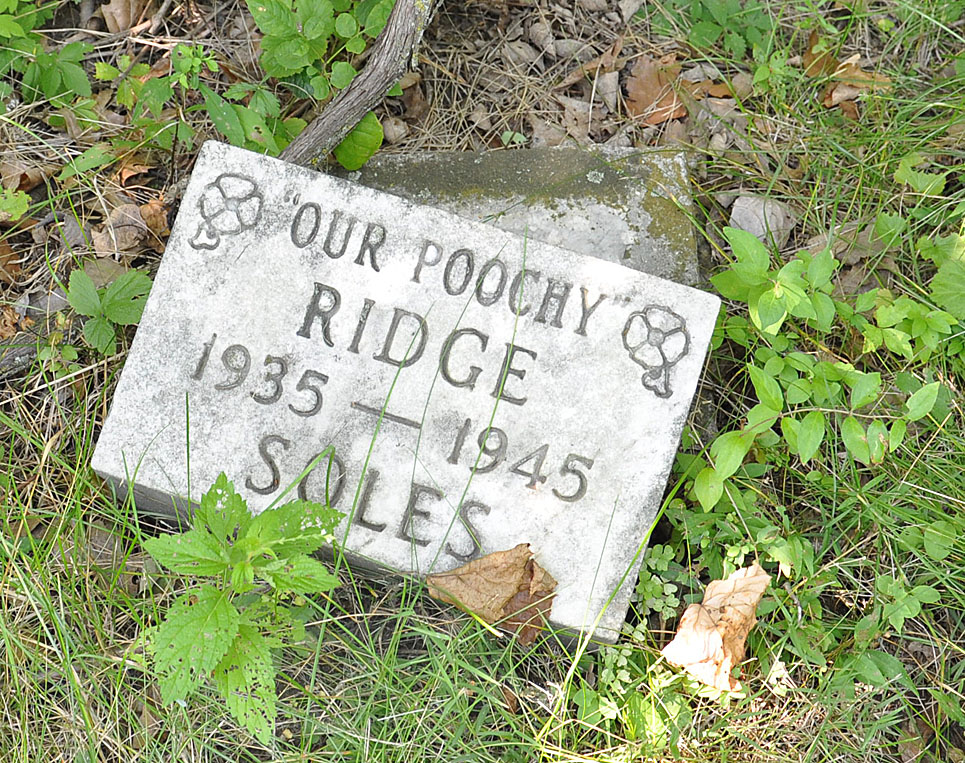 "OUR POOCHY"
RIDGE
1935 — 1945
SOLES